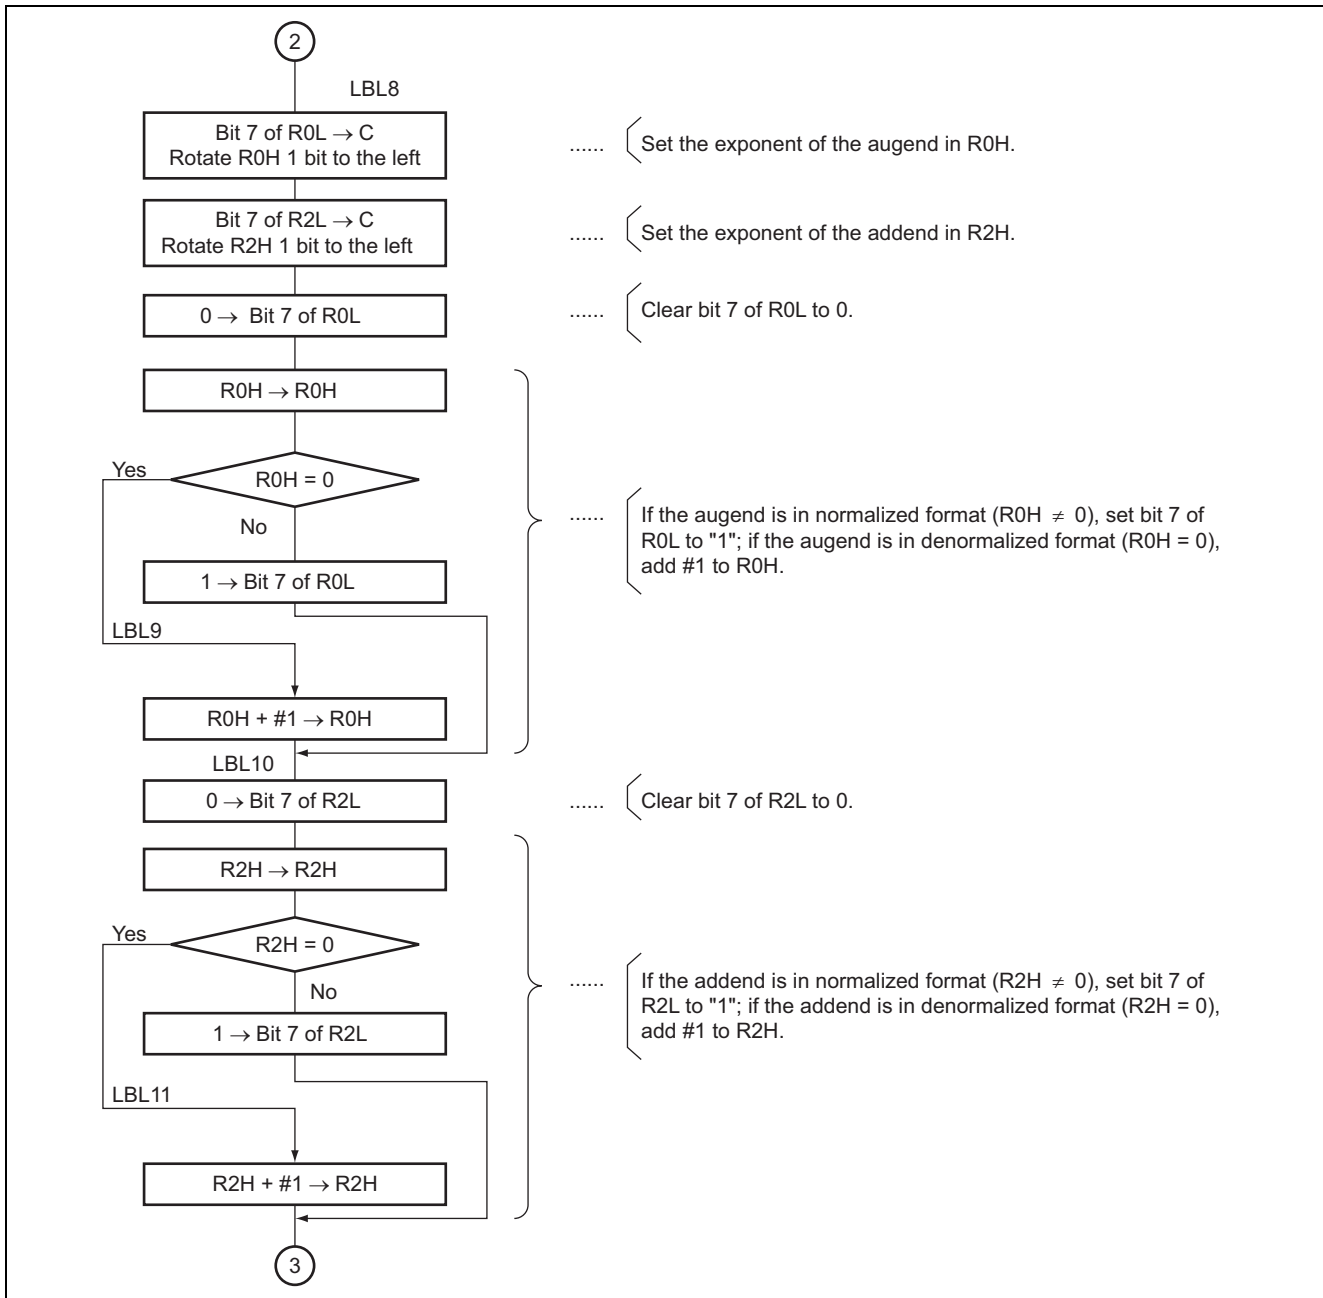 2
LBL8
Bit 7 of R0L → C
Rotate R0H 1 bit to the left
...... Set the exponent of the augend in R0H.
Bit 7 of R2L → C
Rotate R2H 1 bit to the left
...... Set the exponent of the addend in R2H.
0 → Bit 7 of R0L
...... Clear bit 7 of R0L to 0.
R0H → R0H
Yes
R0H = 0
No
...... If the augend is in normalized format (R0H ≠ 0), set bit 7 of
R0L to "1"; if the augend is in denormalized format (R0H = 0),
add #1 to R0H.
1 → Bit 7 of R0L
LBL9
R0H + #1 → R0H
LBL10
0 → Bit 7 of R2L
...... Clear bit 7 of R2L to 0.
R2H → R2H
Yes
R2H = 0
No
...... If the addend is in normalized format (R2H ≠ 0), set bit 7 of
R2L to "1"; if the addend is in denormalized format (R2H = 0),
add #1 to R2H.
1 → Bit 7 of R2L
LBL11
R2H + #1 → R2H
3